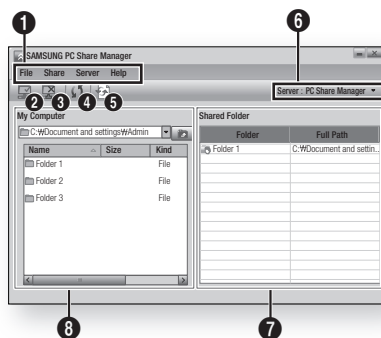 1
6
SAMSUNG PC Share Manager
File Share Server Help
2 3 4 5
Server : PC Share Manager
My Computer
Shared Folder
C:₩Document and settings₩Admin
Folder Full Path
Name Size Kind
Folder 1 C:₩Document and settin..
Folder 1 File
Folder 2 File
Folder 3 File
8
7